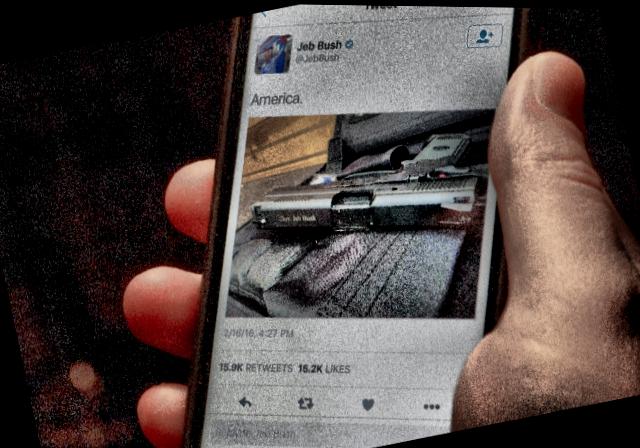 Tweet
Jeb Bush
@JebBush
America.
Gov. Jeb Bush
2/16/16, 4:27 PM
15.9K RETWEETS 15.2K LIKES